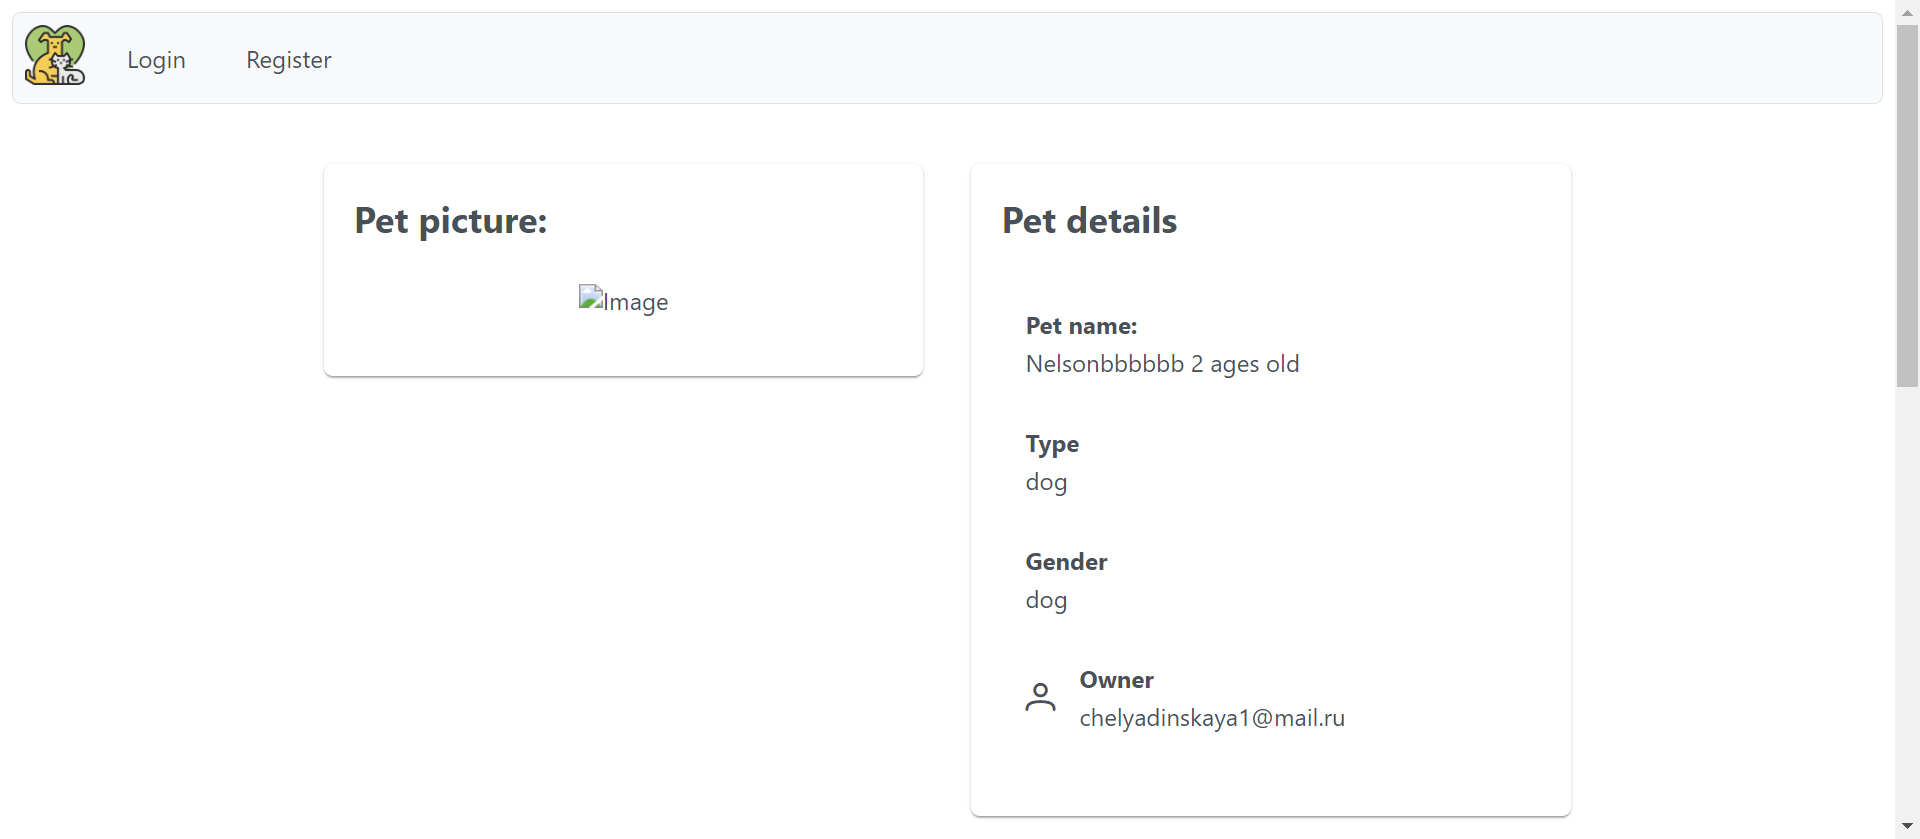 Login
Register
Pet picture:
Image
Pet details
Pet name:
Nelsonbbbbbb 2 ages old
Type
dog
Gender
dog
Owner
chelyadinskaya1@mail.ru